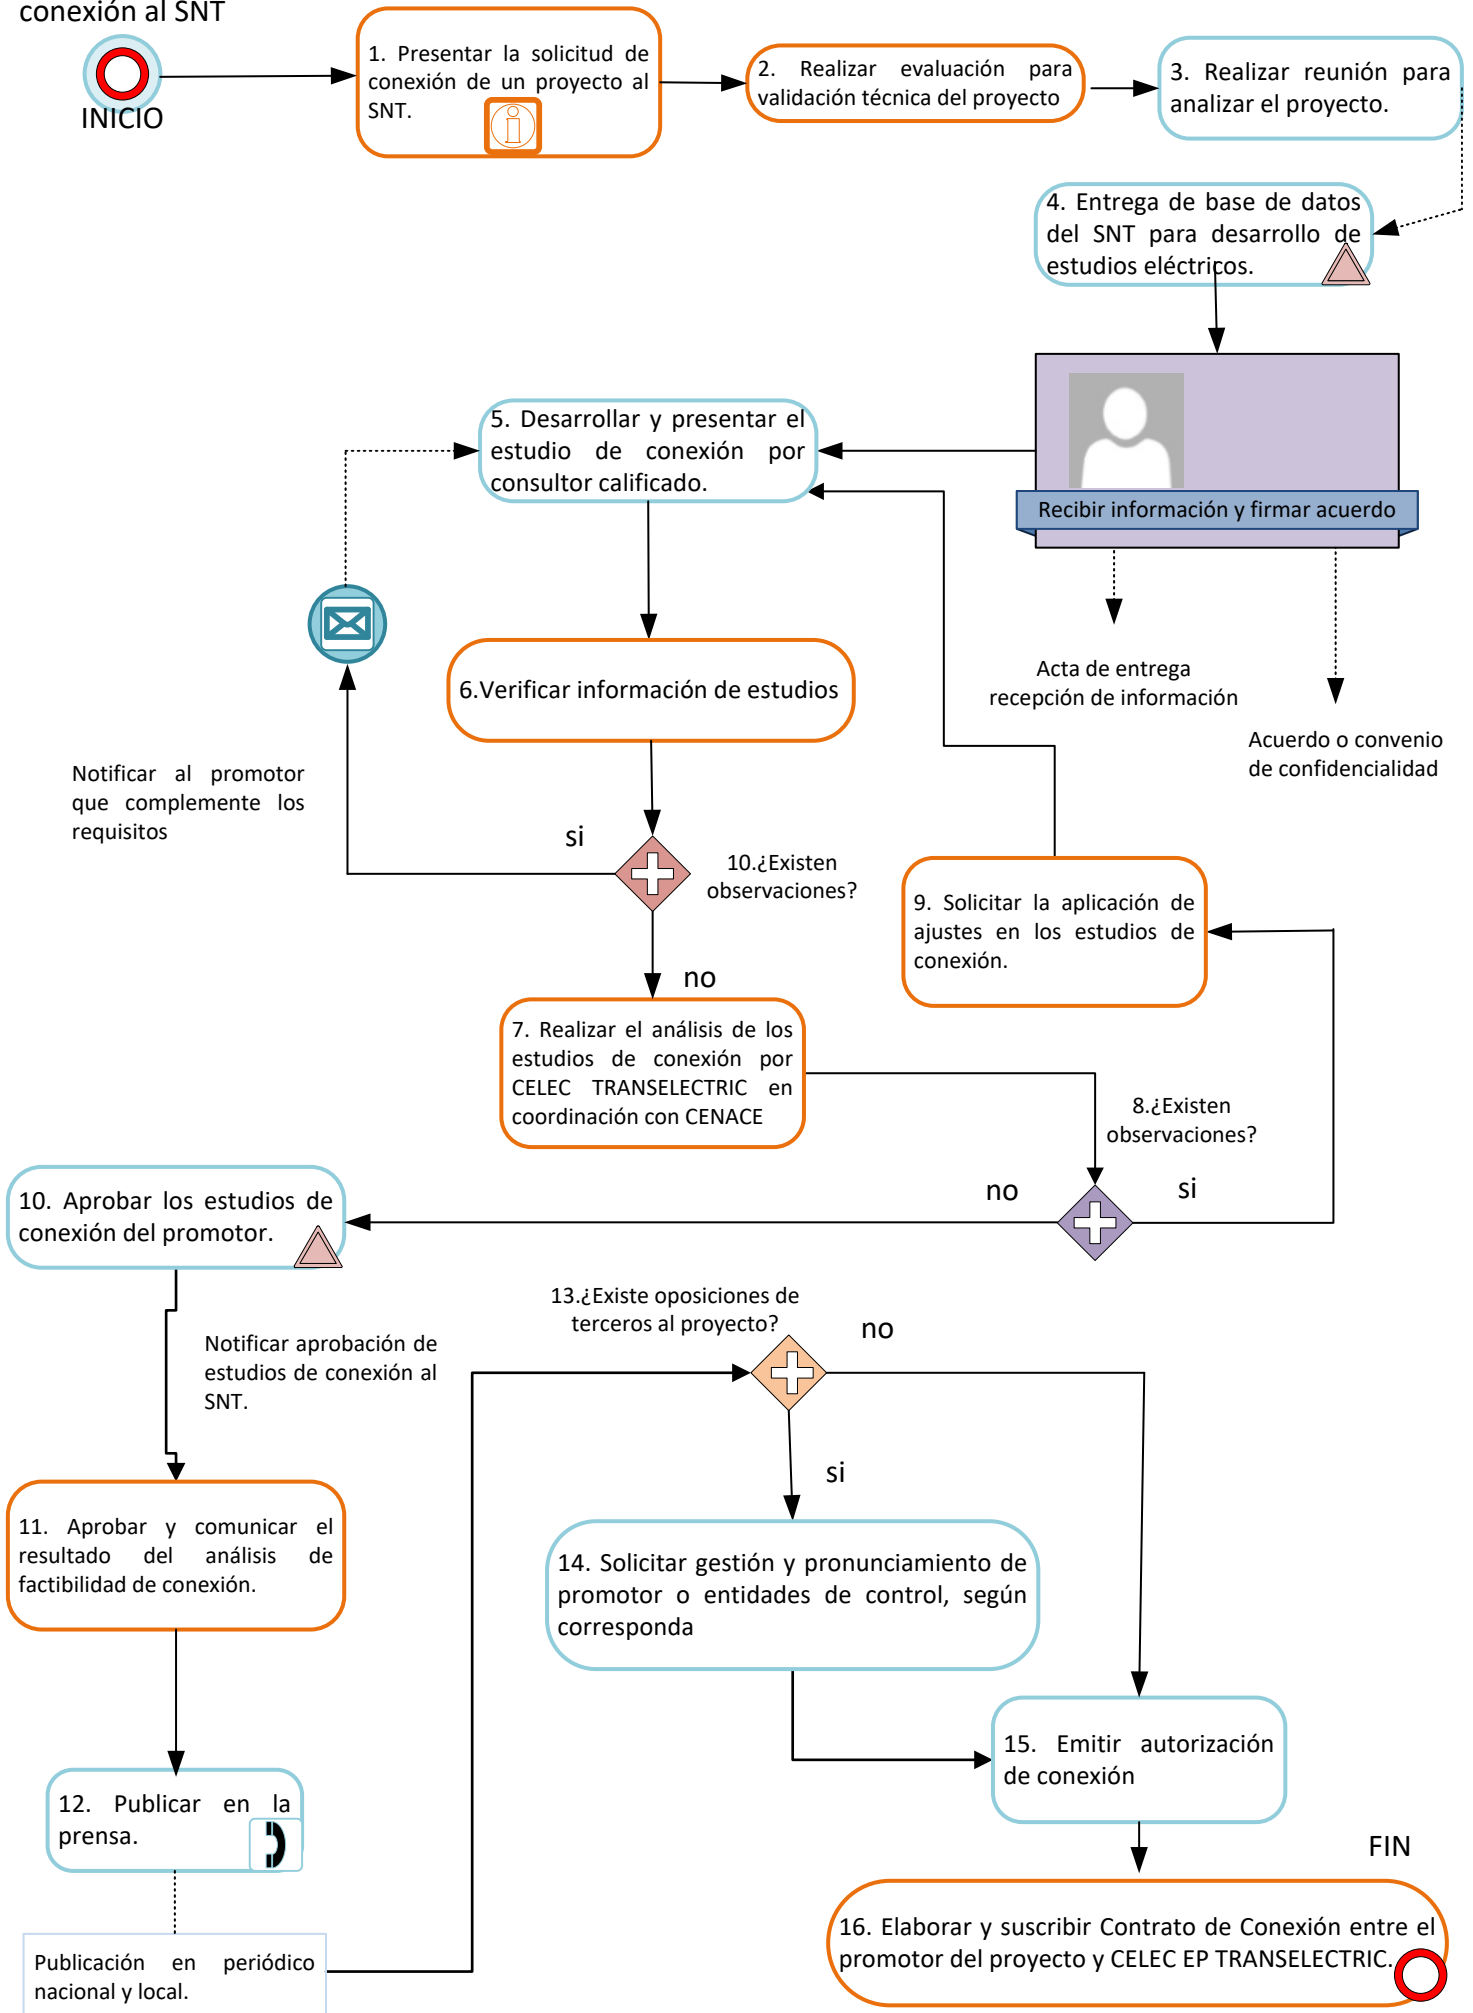 conexión al SNT
INICIO
1. Presentar la solicitud de
conexión de un proyecto al
SNT.
2. Realizar evaluación para
validación técnica del proyecto
3. Realizar reunión para
analizar el proyecto.
4. Entrega de base de datos
del SNT para desarrollo de
estudios eléctricos.
Recibir información y firmar acuerdo
Acta de entrega
recepción de información
Acuerdo o convenio
de confidencialidad
5. Desarrollar y presentar el
estudio de conexión por
consultor calificado.
6.Verificar información de estudios
Notificar al promotor
que complemente los
requisitos
si
10.¿Existen
observaciones?
no
9. Solicitar la aplicación de
ajustes en los estudios de
conexión.
7. Realizar el análisis de los
estudios de conexión por
CELEC TRANSELECTRIC en
coordinación con CENACE
8.¿Existen
observaciones?
no
si
10. Aprobar los estudios de
conexión del promotor.
Notificar aprobación de
estudios de conexión al
SNT.
13.¿Existe oposiciones de
terceros al proyecto?
no
si
11. Aprobar y comunicar el
resultado del análisis de
factibilidad de conexión.
14. Solicitar gestión y pronunciamiento de
promotor o entidades de control, según
corresponda
15. Emitir autorización
de conexión
12. Publicar en la
prensa.
FIN
16. Elaborar y suscribir Contrato de Conexión entre el
promotor del proyecto y CELEC EP TRANSELECTRIC.
Publicación en periódico
nacional y local.